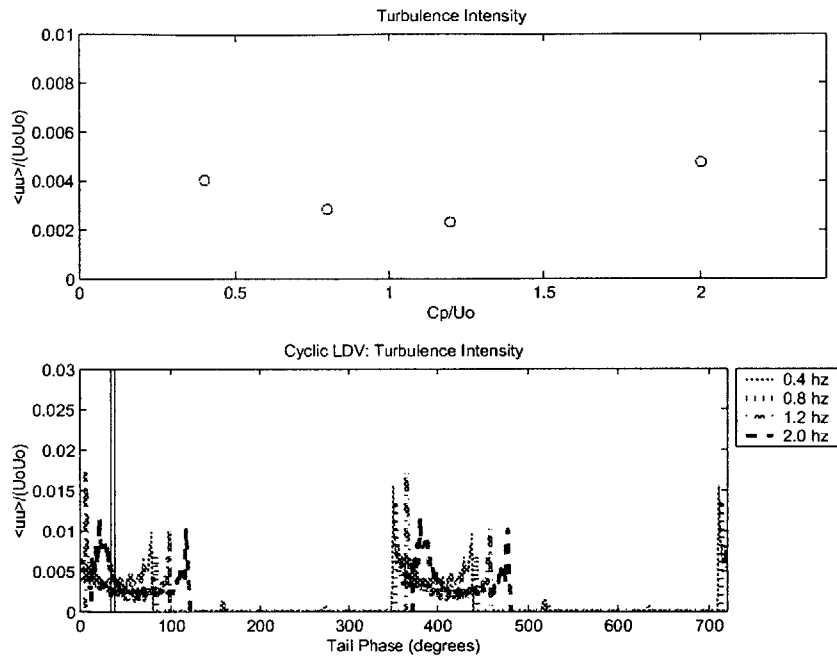 Turbulence Intensity
0.01
0.008
0.006
0.004
0.002
0
<uu>/(UoUo)
0 0.5 1 1.5 2
Cp/Uo
Cyclic LDV: Turbulence Intensity
0.03
0.025
0.02
0.015
0.01
0.005
0
<uu>/(UoUo)
0 100 200 300 400 500 600 700
Tail Phase (degrees)
0.4 hz
0.8 hz
1.2 hz
2.0 hz